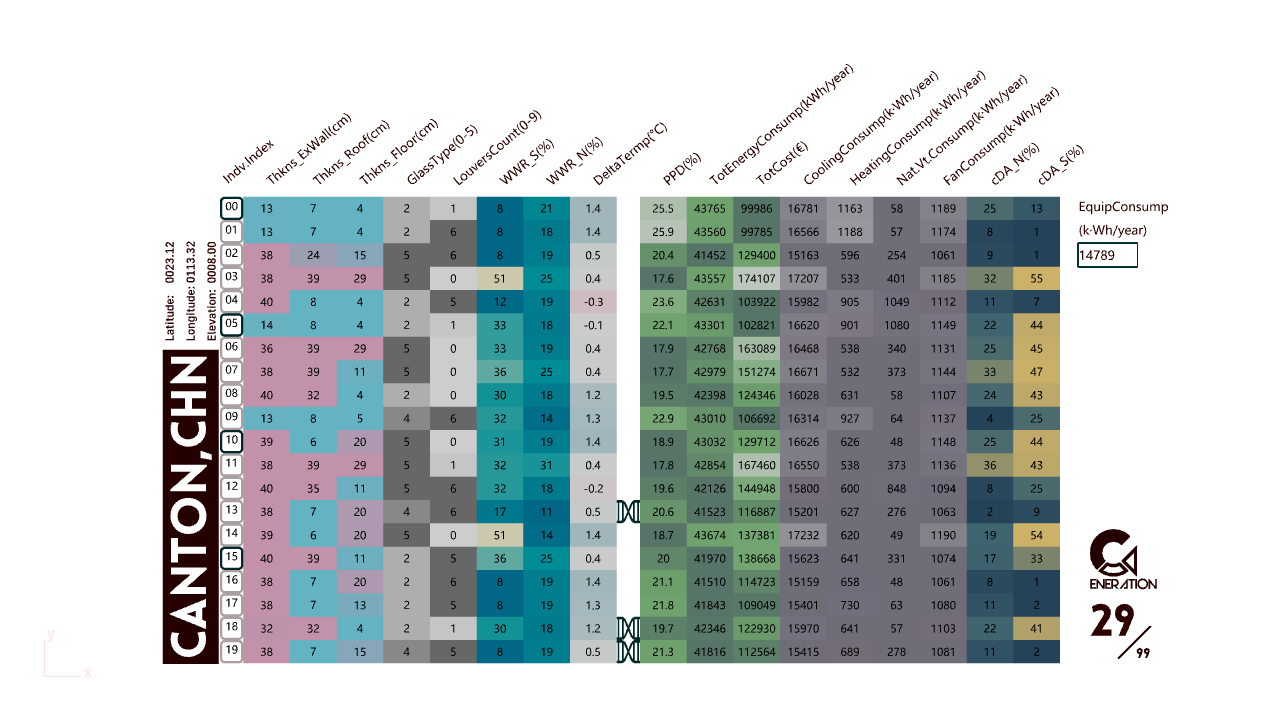 Indv.Index Thkns_ExWall(cm) Thkns_Roof(cm) Thkns_Floor(cm) GlassType(0-5) LouversCount(0-9) WWR_S(%) WWR_N(%) DeltaTermp(°C) PPD(%) TotEnergyConsump(kWh/year) TotCost(€) CoolingConsump(k·Wh/year) HeatingConsump(k·Wh/year) Nat.Vt.Consump(k·Wh/year) FanConsump(k·Wh/year) cDA_N(%) cDA_S(%)
00 13 7 4 2 1 8 21 1.4 25.5 43765 99986 16781 1163 58 1189 25 13
01 13 7 4 2 6 8 18 1.4 25.9 43560 99785 16566 1188 57 1174 8 1
02 38 24 15 5 6 8 19 0.5 20.4 41452 129400 15163 596 254 1061 9 1
03 38 39 29 5 0 51 25 0.4 17.6 43557 174107 17207 533 401 1185 32 55
04 40 8 4 2 5 12 19 -0.3 23.6 42631 103922 15982 905 1049 1112 11 7
05 14 8 4 2 1 33 18 -0.1 22.1 43301 102821 16620 901 1080 1149 22 44
06 36 39 29 5 0 33 19 0.4 17.9 42768 163089 16468 538 340 1131 25 45
07 38 39 11 5 0 36 25 0.4 17.7 42979 151274 16671 532 373 1144 33 47
08 40 32 4 2 0 30 18 1.2 19.5 42398 124346 16028 631 58 1107 24 43
09 13 8 5 4 6 32 14 1.3 22.9 43010 106692 16314 927 64 1137 4 25
10 39 6 20 5 0 31 19 1.4 18.9 43032 129712 16626 626 48 1148 25 44
11 38 39 29 5 1 32 31 0.4 17.8 42854 167460 16550 538 373 1136 36 43
12 40 35 11 5 6 32 18 -0.2 19.6 42126 144948 15800 600 848 1094 8 25
13 38 7 20 4 6 17 11 0.5 20.6 41523 116887 15201 627 276 1063 2 9
14 39 6 20 5 0 51 14 1.4 18.7 43674 137381 17232 620 49 1190 19 54
15 40 39 11 2 5 36 25 0.4 20 41970 138668 15623 641 331 1074 17 33
16 38 7 20 2 6 8 19 1.4 21.1 41510 114723 15159 658 48 1061 8 1
17 38 7 13 2 5 8 19 1.3 21.8 41843 109049 15401 730 63 1080 11 2
18 32 32 4 2 1 30 18 1.2 19.7 42346 122930 15970 641 57 1103 22 41
19 38 7 15 4 5 8 19 0.5 21.3 41816 112564 15415 689 278 1081 11 2
EquipConsump
(k·Wh/year)
14789
Latitude: 0023.12
Longitude: 0113.32
Elevation: 0008.00
CANTON,CHN
ENERATION
29/99
y
x